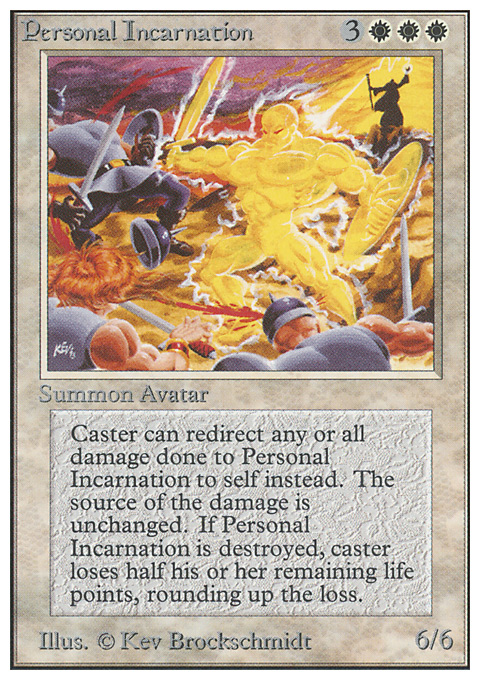 Personal Incarnation 3
Summon Avatar
Caster can redirect any or all
damage done to Personal
Incarnation to self instead. The
source of the damage is
unchanged. If Personal
Incarnation is destroyed, caster
loses half his or her remaining life
points, rounding up the loss.
Illus. © Kev Brockschmidt 6/6